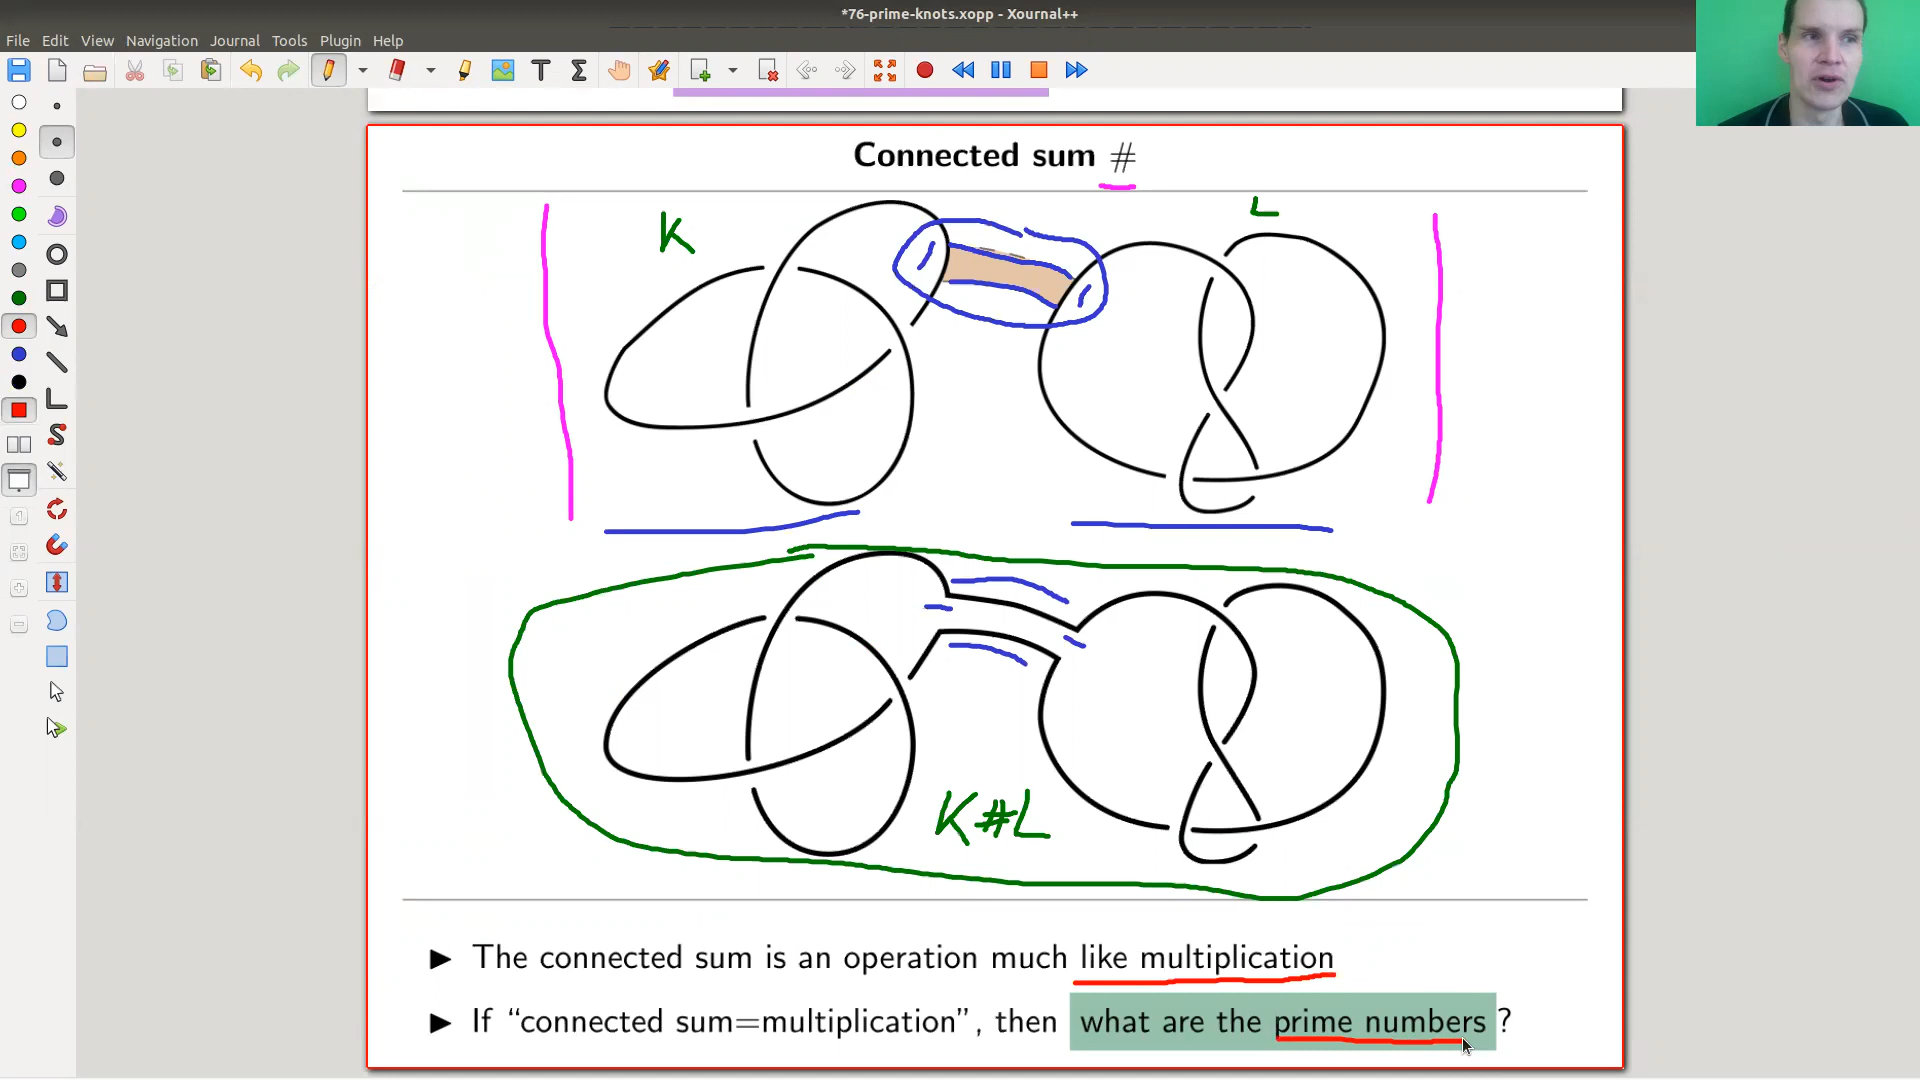 *76-prime-knots.xopp - Xournal++
File Edit View Navigation Journal Tools Plugin Help
Connected sum #
K
L
K#L
▶ The connected sum is an operation much like multiplication
▶ If “connected sum=multiplication”, then what are the prime numbers?